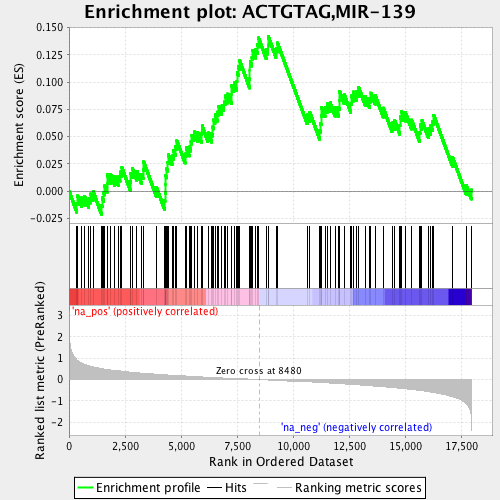 Enrichment plot: ACTGTAG,MIR-139
Enrichment score (ES)
0.150
0.125
0.100
0.075
0.050
0.025
0.000
-0.025
'na_pos' (positively correlated)
Ranked list metric (PreRanked)
3
2
1
0
-1
-2
Zero cross at 8480
'na_neg' (negatively correlated)
0
2,500
5,000
7,500
10,000
12,500
15,000
17,500
Rank in Ordered Dataset
Enrichment profile
Hits
Ranking metric scores